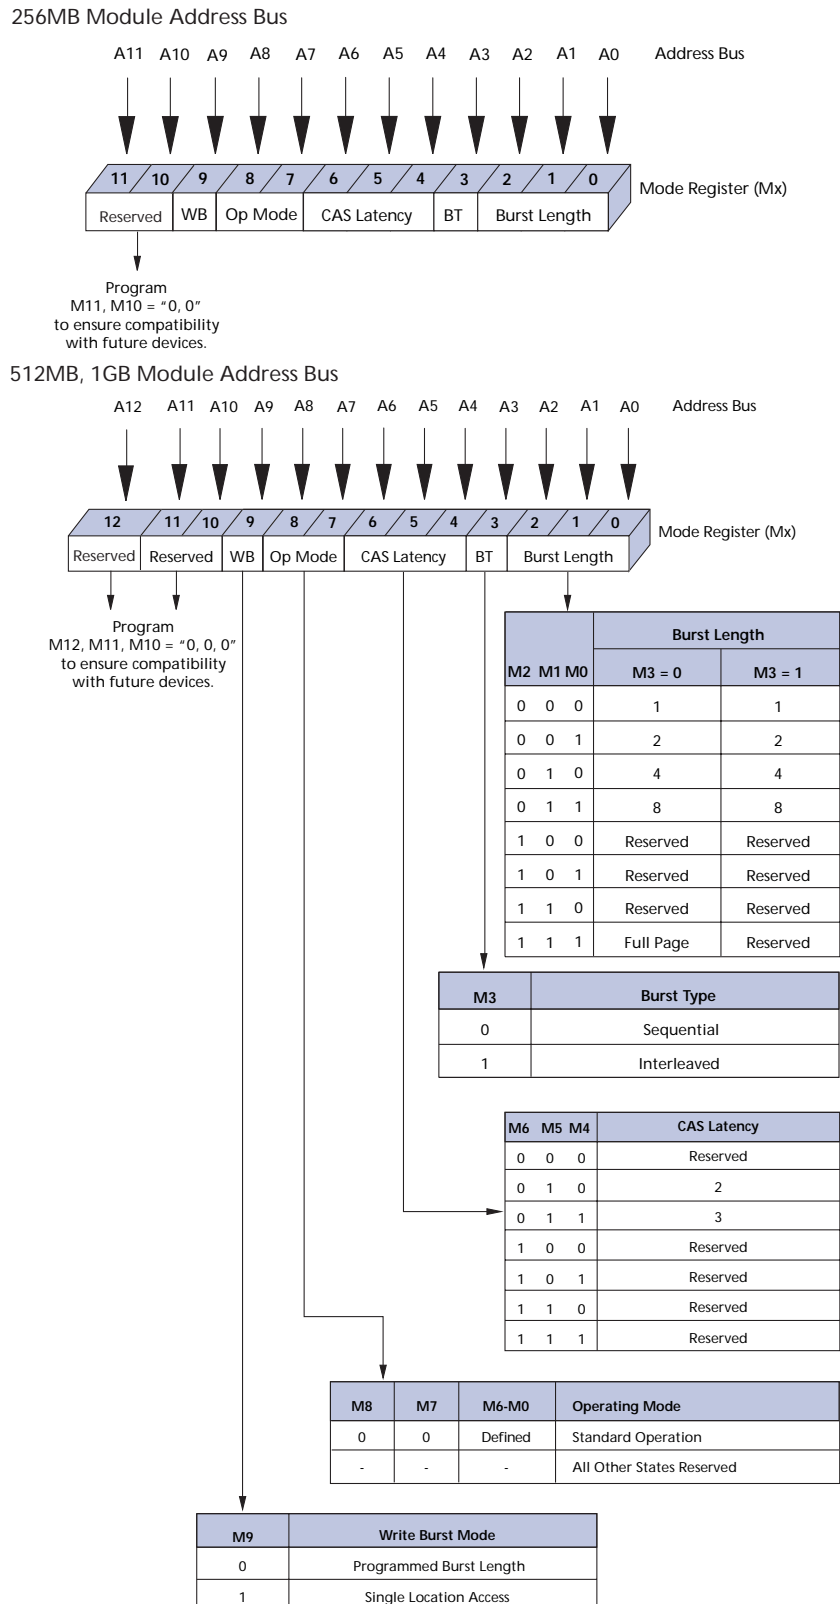 256MB Module Address Bus
A11 A10 A9 A8 A7 A6 A5 A4 A3 A2 A1 A0 Address Bus
11 10 9 8 7 6 5 4 3 2 1 0
Mode Register (Mx)
Reserved WB Op Mode CAS Latency BT Burst Length
Program
M11, M10 = “0, 0”
to ensure compatibility
with future devices.
512MB, 1GB Module Address Bus
A12 A11 A10 A9 A8 A7 A6 A5 A4 A3 A2 A1 A0 Address Bus
12 11 10 9 8 7 6 5 4 3 2 1 0
Mode Register (Mx)
Reserved Reserved WB Op Mode CAS Latency BT Burst Length
Program
M12, M11, M10 = “0, 0, 0”
to ensure compatibility
with future devices.
Burst Length
M2 M1 M0 M3 = 0 M3 = 1
0 0 0 1 1
0 0 1 2 2
0 1 0 4 4
0 1 1 8 8
1 0 0 Reserved Reserved
1 0 1 Reserved Reserved
1 1 0 Reserved Reserved
1 1 1 Full Page Reserved
M3 Burst Type
0 Sequential
1 Interleaved
M6 M5 M4 CAS Latency
0 0 0 Reserved
0 1 0 2
0 1 1 3
1 0 0 Reserved
1 0 1 Reserved
1 1 0 Reserved
1 1 1 Reserved
M8 M7 M6-M0 Operating Mode
0 0 Defined Standard Operation
- - - All Other States Reserved
M9 Write Burst Mode
0 Programmed Burst Length
1 Single Location Access